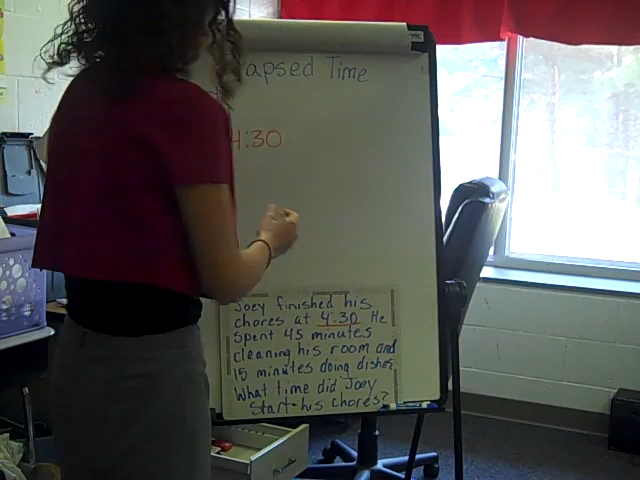 apsed Time
4:30
Joey finished his
chores at 4:30 He
spent 45 minutes
cleaning his room and
15 minutes doing dishes.
What time did Joey
start his chores?